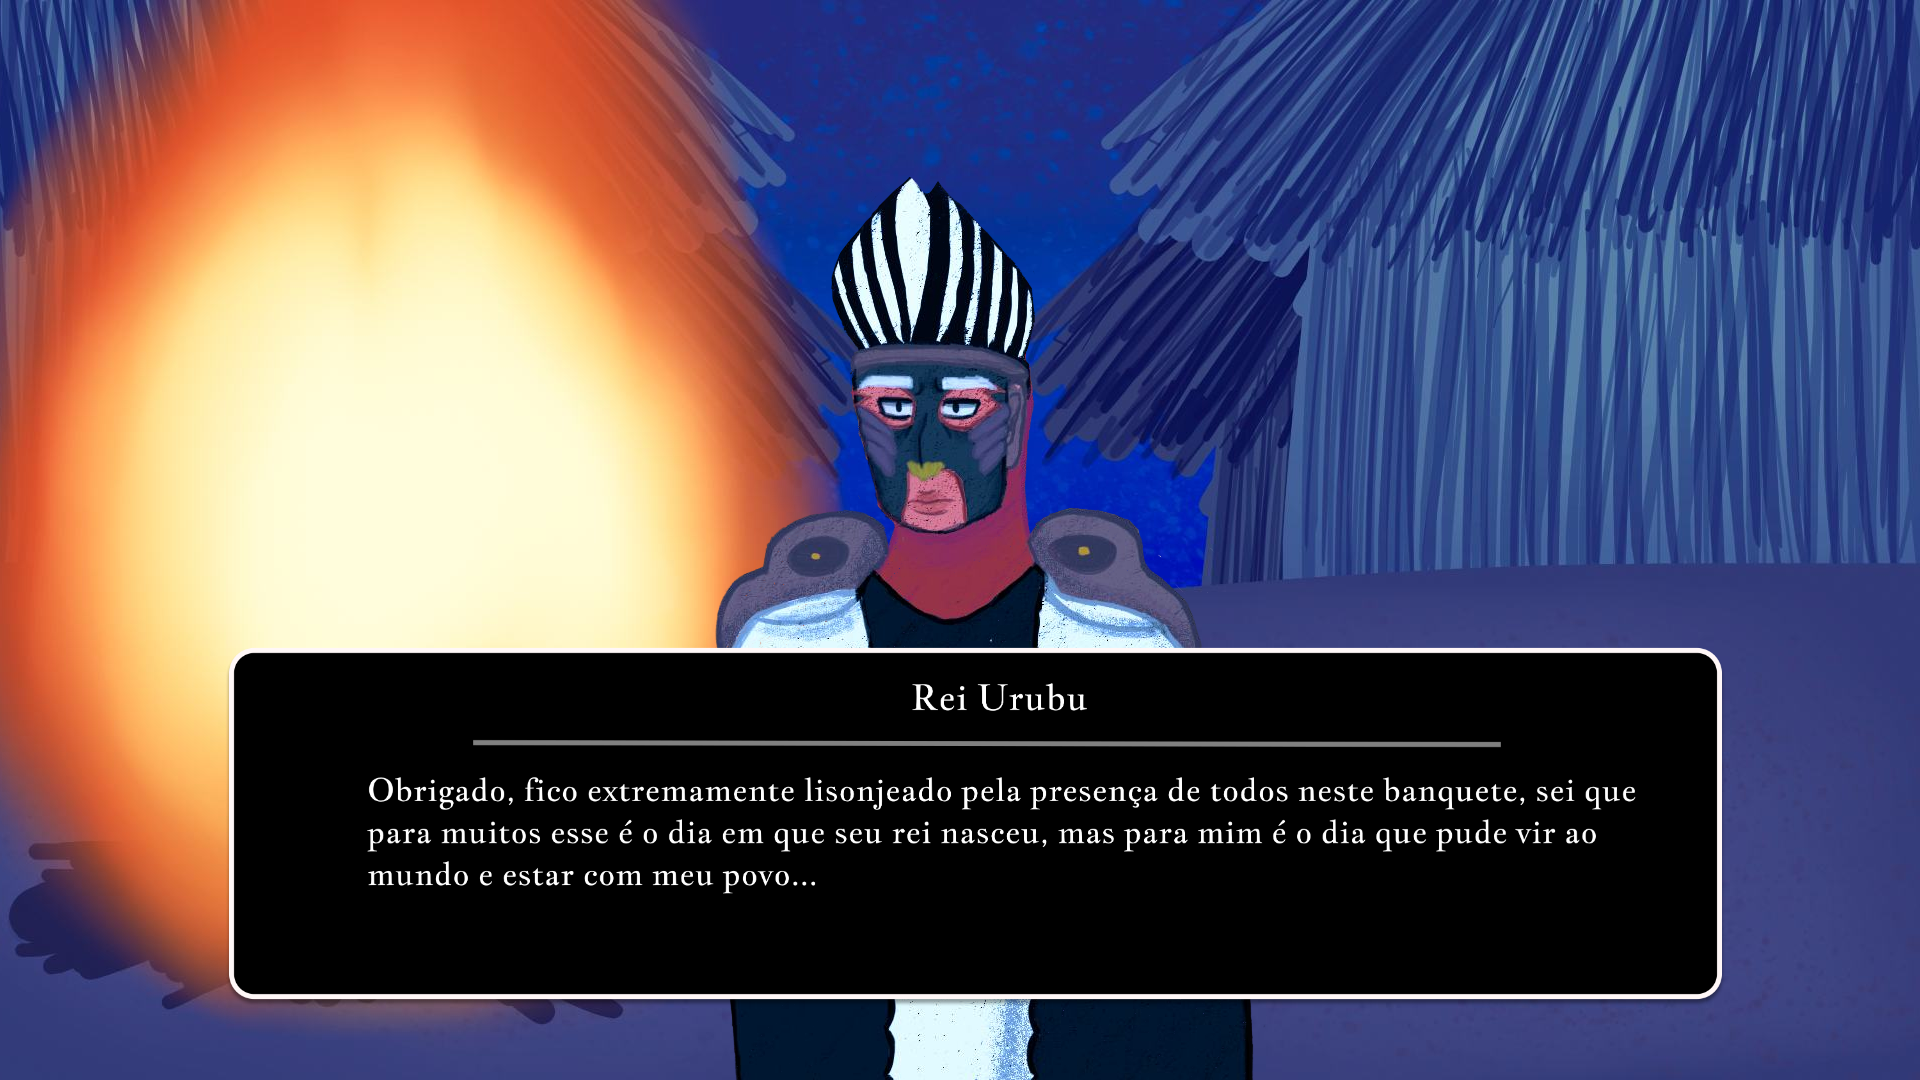 Rei Urubu
Obrigado, fico extremamente lisonjeado pela presença de todos neste banquete, sei que
para muitos esse é o dia em que seu rei nasceu, mas para mim é o dia que pude vir ao
mundo e estar com meu povo...